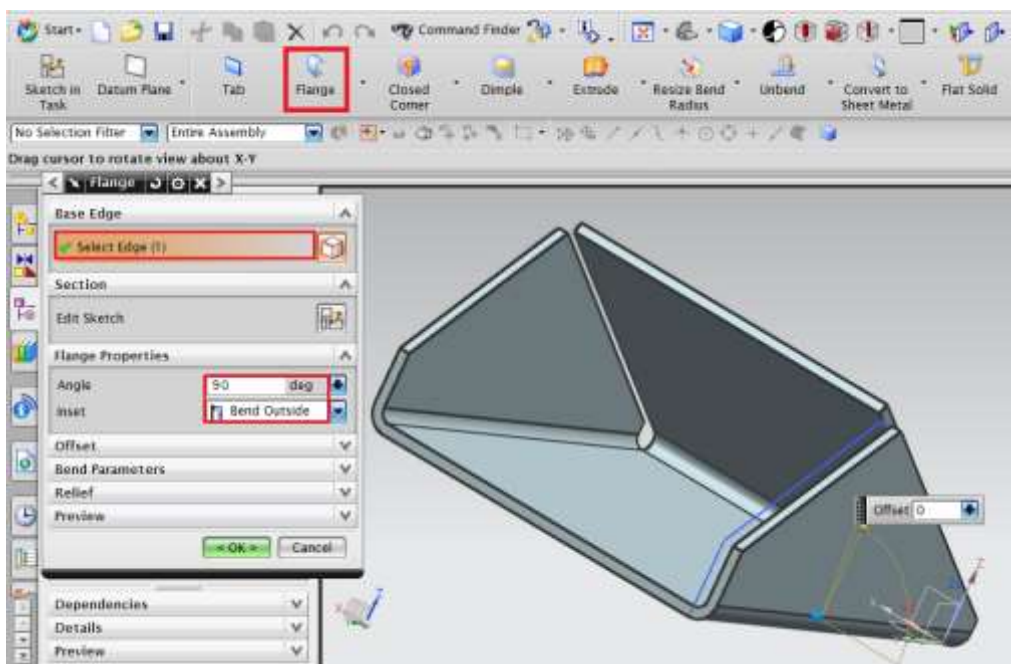 Start
Command Finder
Sketch in Task
Datum Plane
Tab
Flange
Closed Corner
Dimple
Extrude
Resize Bend Radius
Unbend
Convert to Sheet Metal
Flat Solid
No Selection Filter
Entire Assembly
Drag cursor to rotate view about X-Y
Flange
Base Edge
Select Edge (1)
Section
Edit Sketch
Flange Properties
Angle 90 deg
Inset Bend Outside
Offset
Bend Parameters
Relief
Preview
< OK > Cancel
Offset 0
Dependencies
Details
Preview